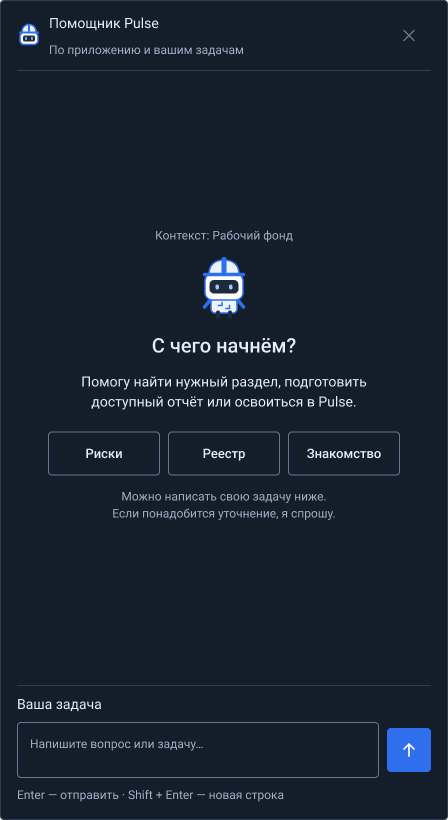 Помощник Pulse
По приложению и вашим задачам
Контекст: Рабочий фонд
С чего начнём?
Помогу найти нужный раздел, подготовить
доступный отчёт или освоиться в Pulse.
Риски
Реестр
Знакомство
Можно написать свою задачу ниже.
Если понадобится уточнение, я спрошу.
Ваша задача
Напишите вопрос или задачу…
Enter — отправить · Shift + Enter — новая строка